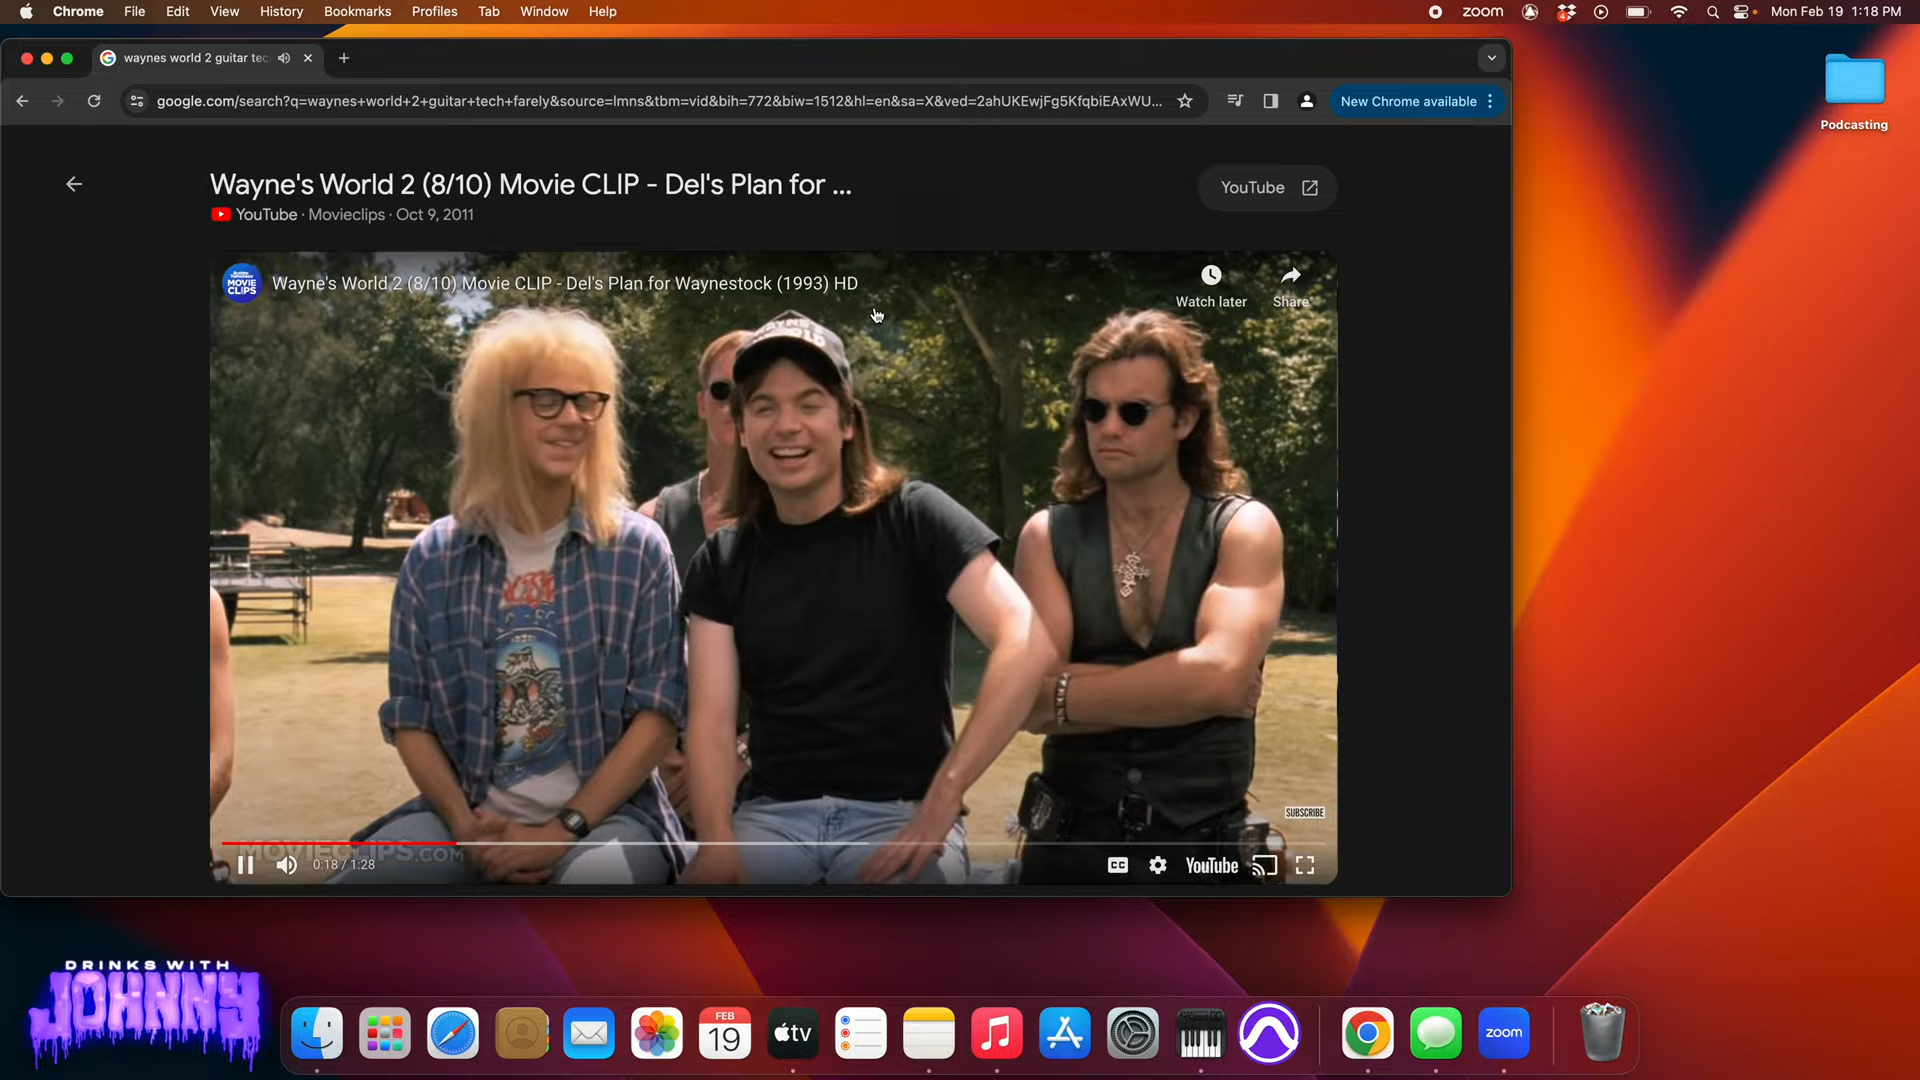 Chrome File Edit View History Bookmarks Profiles Tab Window Help
zoom 4 Mon Feb 19 1:18 PM
waynes world 2 guitar tec
google.com/search?q=waynes+world+2+guitar+tech+farely&source=lmns&tbm=vid&bih=772&biw=1512&hl=en&sa=X&ved=2ahUKEwjFg5KfqbiEAxWU...
New Chrome available
Podcasting
Wayne's World 2 (8/10) Movie CLIP - Del's Plan for ...
YouTube
YouTube · Movieclips · Oct 9, 2011
MOVIE
CLIPS
Wayne's World 2 (8/10) Movie CLIP - Del's Plan for Waynestock (1993) HD
Watch later
Share
WAYNE'S
WORLD
SUBSCRIBE
MOVIECLIPS.COM
0:18 / 1:28
CC
YouTube
DRINKS WITH
JOHNNY
FEB
19
tv
zoom